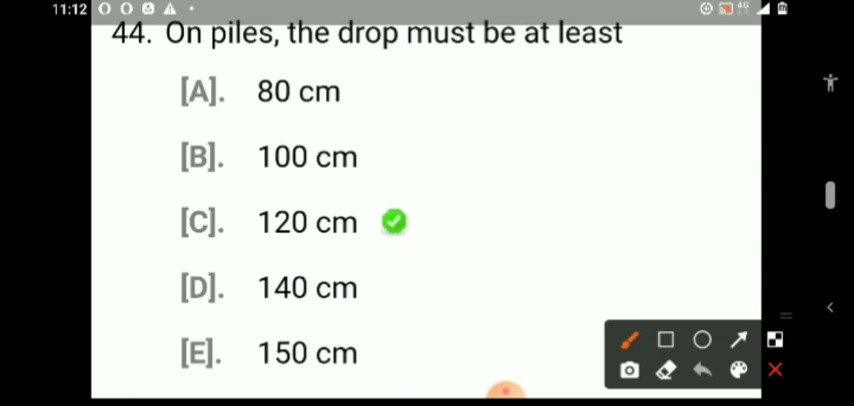 11:12
4G
44. On piles, the drop must be at least
[A]. 80 cm
[B]. 100 cm
[C]. 120 cm
[D]. 140 cm
[E]. 150 cm